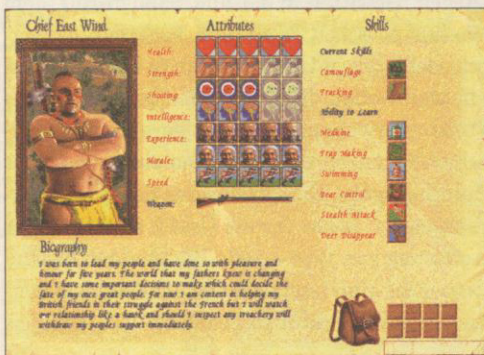 Chief East Wind
Attributes
Skills
Health:
Strength:
Shooting:
Intelligence:
Experience:
Morale:
Speed
Weapon:
Current Skills
Camouflage
Tracking
Ability to Learn
Medicine
Trap Making
Swimming
Bear Control
Stealth Attack
Deer Disappear
Biography
I was born to lead my people and have done so with pleasure and
honour for five years. The world that my fathers knew is changing
and I have some important decisions to make which could decide the
fate of my once great people. For now I am content in helping my
British friends in their struggle against the French but I will watch
our relationship like a hawk and should I suspect any treachery will
withdraw my peoples support immediately.